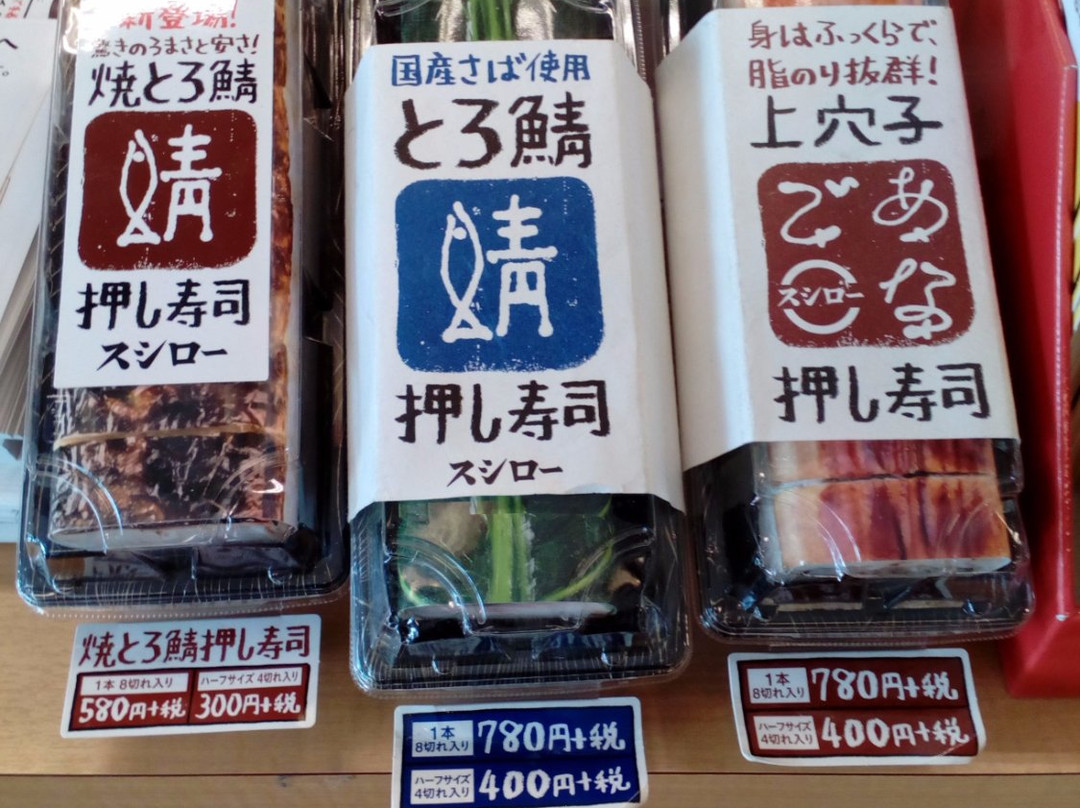 新登場!
驚きのうまさと安さ!
焼とろ鯖
鯖
押し寿司
スシロー
焼とろ鯖押し寿司
1本 8切れ入り
580円+税
ハーフサイズ 4切れ入り
300円+税
国産さば使用
とろ鯖
鯖
押し寿司
スシロー
1本
8切れ入り
780円+税
ハーフサイズ
4切れ入り
400円+税
身はふっくらで、
脂のり抜群!
上穴子
あなご
スシロー
押し寿司
1本
8切れ入り
780円+税
ハーフサイズ
4切れ入り
400円+税